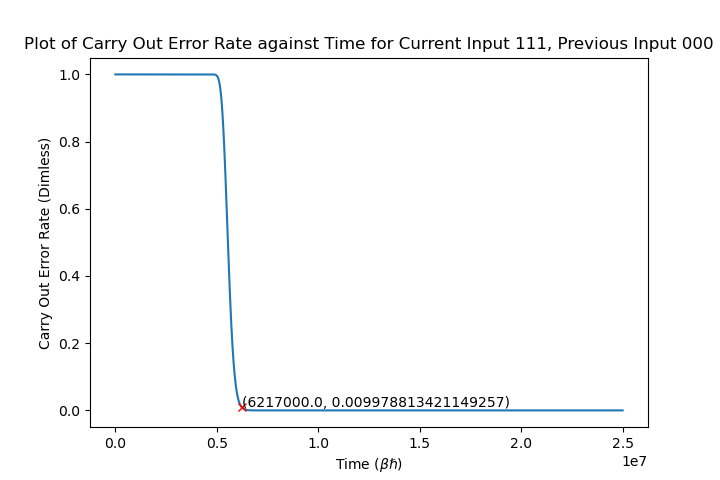 Plot of Carry Out Error Rate against Time for Current Input 111, Previous Input 000
Carry Out Error Rate (Dimless)
1.0
0.8
0.6
0.4
0.2
0.0
(6217000.0, 0.009978813421149257)
0.0 0.5 1.0 1.5 2.0 2.5
1e7
Time (βℏ)